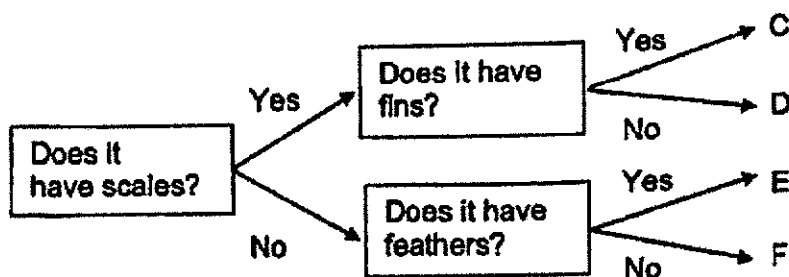 Does it
have scales?
Yes
No
Does it have
fins?
Yes
No
C
D
Does it have
feathers?
Yes
No
E
F